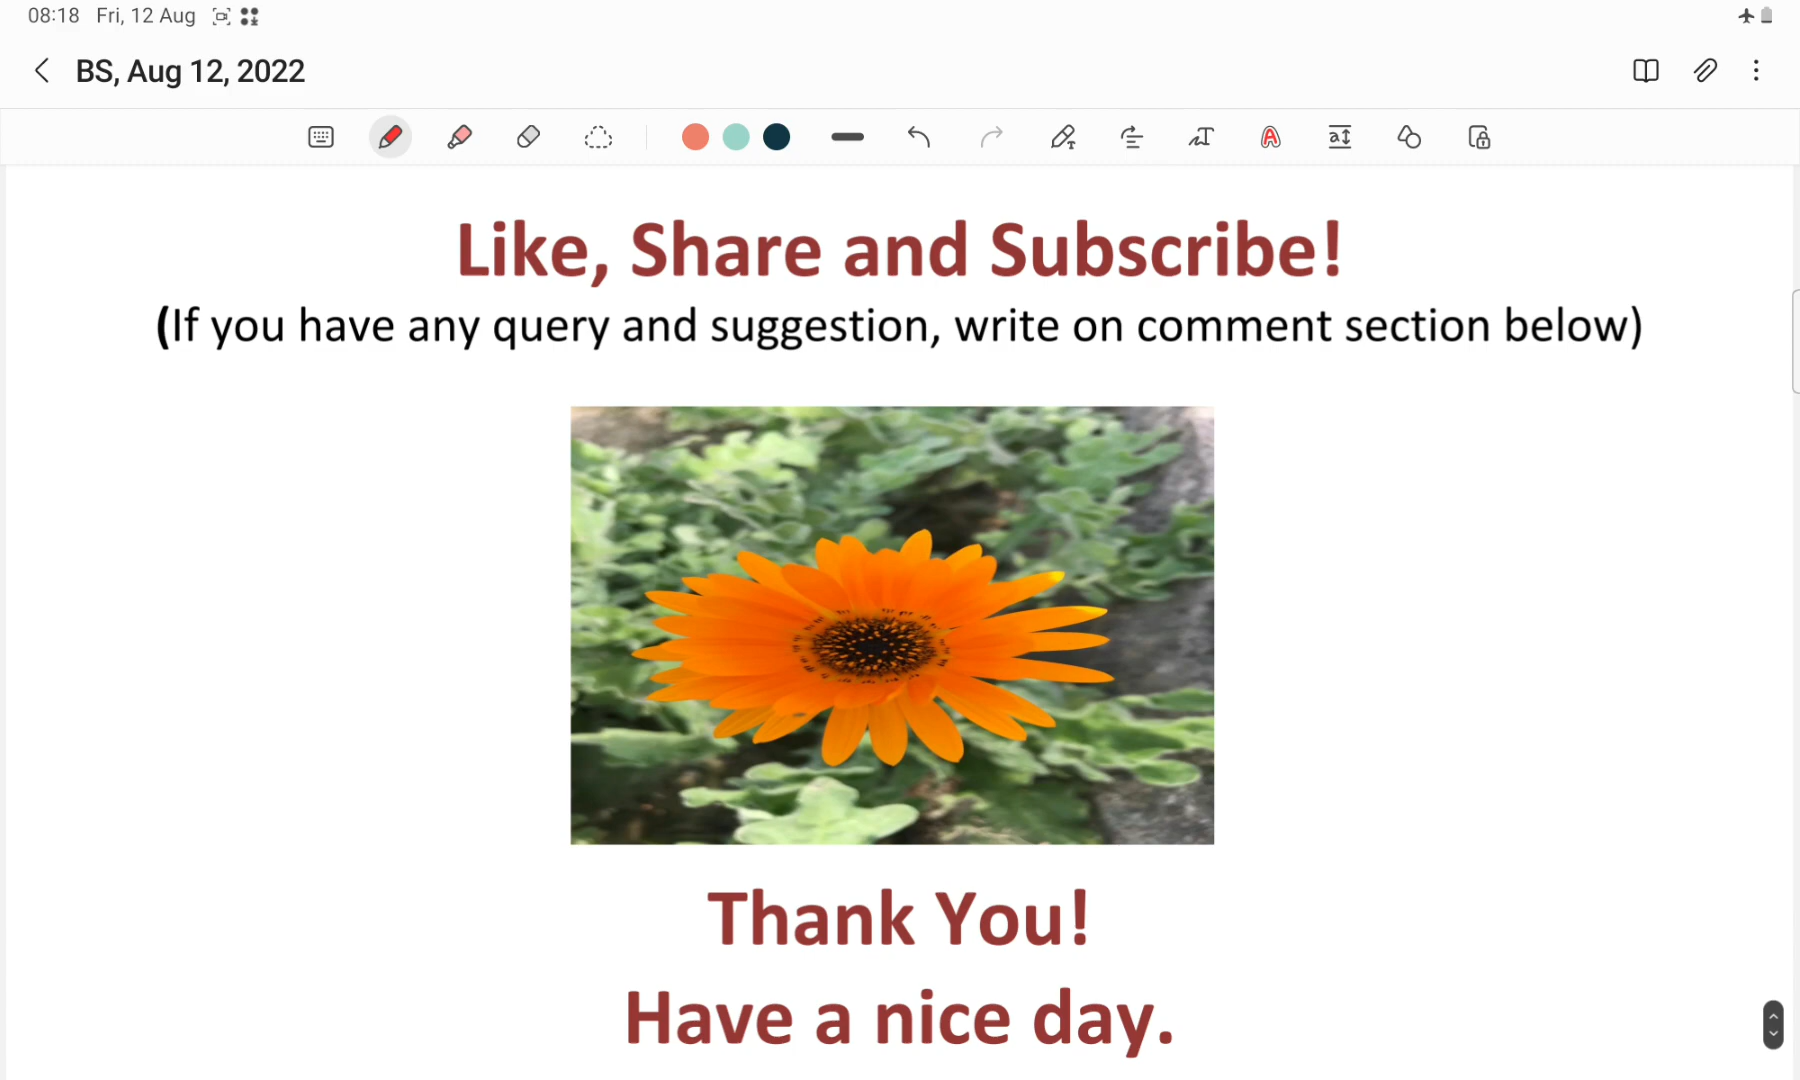 08:18 Fri, 12 Aug
BS, Aug 12, 2022
Like, Share and Subscribe!
(If you have any query and suggestion, write on comment section below)
Thank You!
Have a nice day.